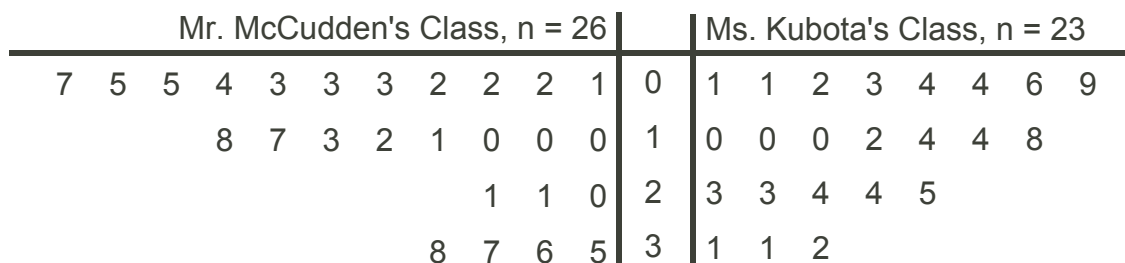 Mr. McCudden's Class, n = 26 Ms. Kubota's Class, n = 23
7 5 5 4 3 3 3 2 2 2 1 0 1 1 2 3 4 4 6 9
8 7 3 2 1 0 0 0 1 0 0 0 2 4 4 8
1 1 0 2 3 3 4 4 5
8 7 6 5 3 1 1 2